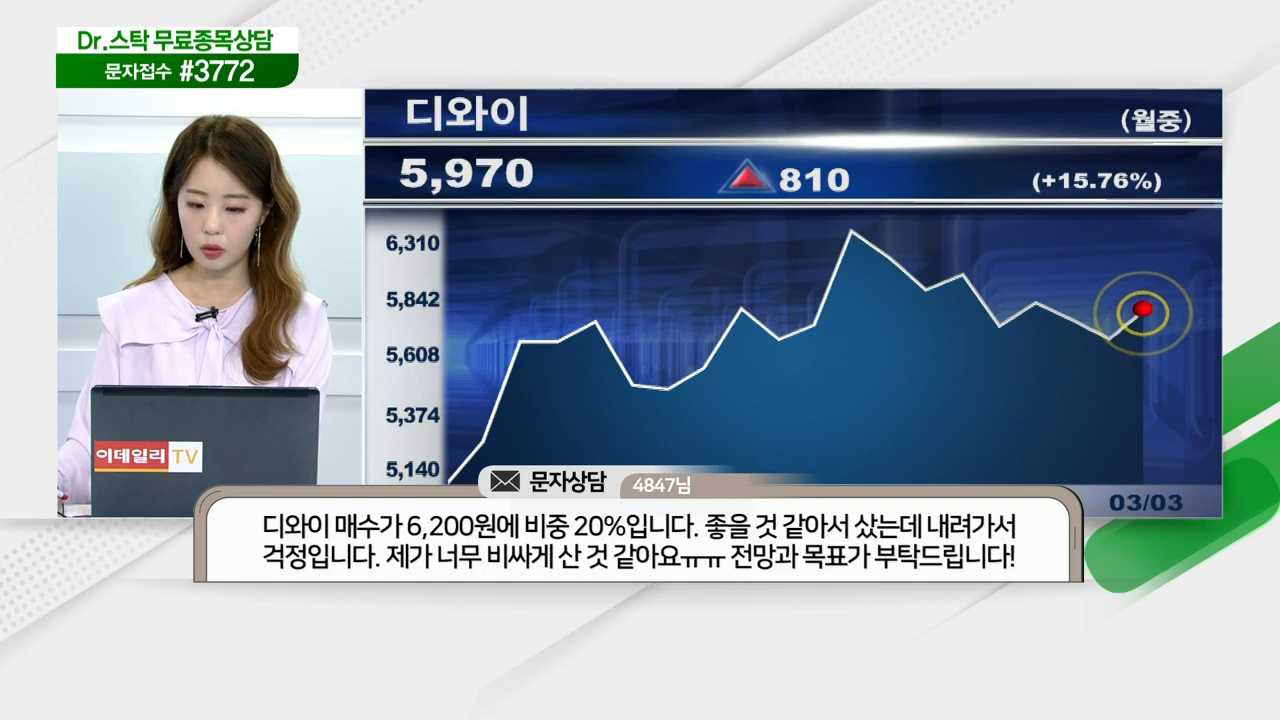 Dr.스탁 무료종목상담
문자접수 #3772
디와이
(월중)
5,970
810
(+15.76%)
6,310
5,842
5,608
5,374
5,140
03/03
이데일리 TV
문자상담
4847님
디와이 매수가 6,200원에 비중 20%입니다. 좋을 것 같아서 샀는데 내려가서
걱정입니다. 제가 너무 비싸게 산 것 같아요ㅠㅠ 전망과 목표가 부탁드립니다!